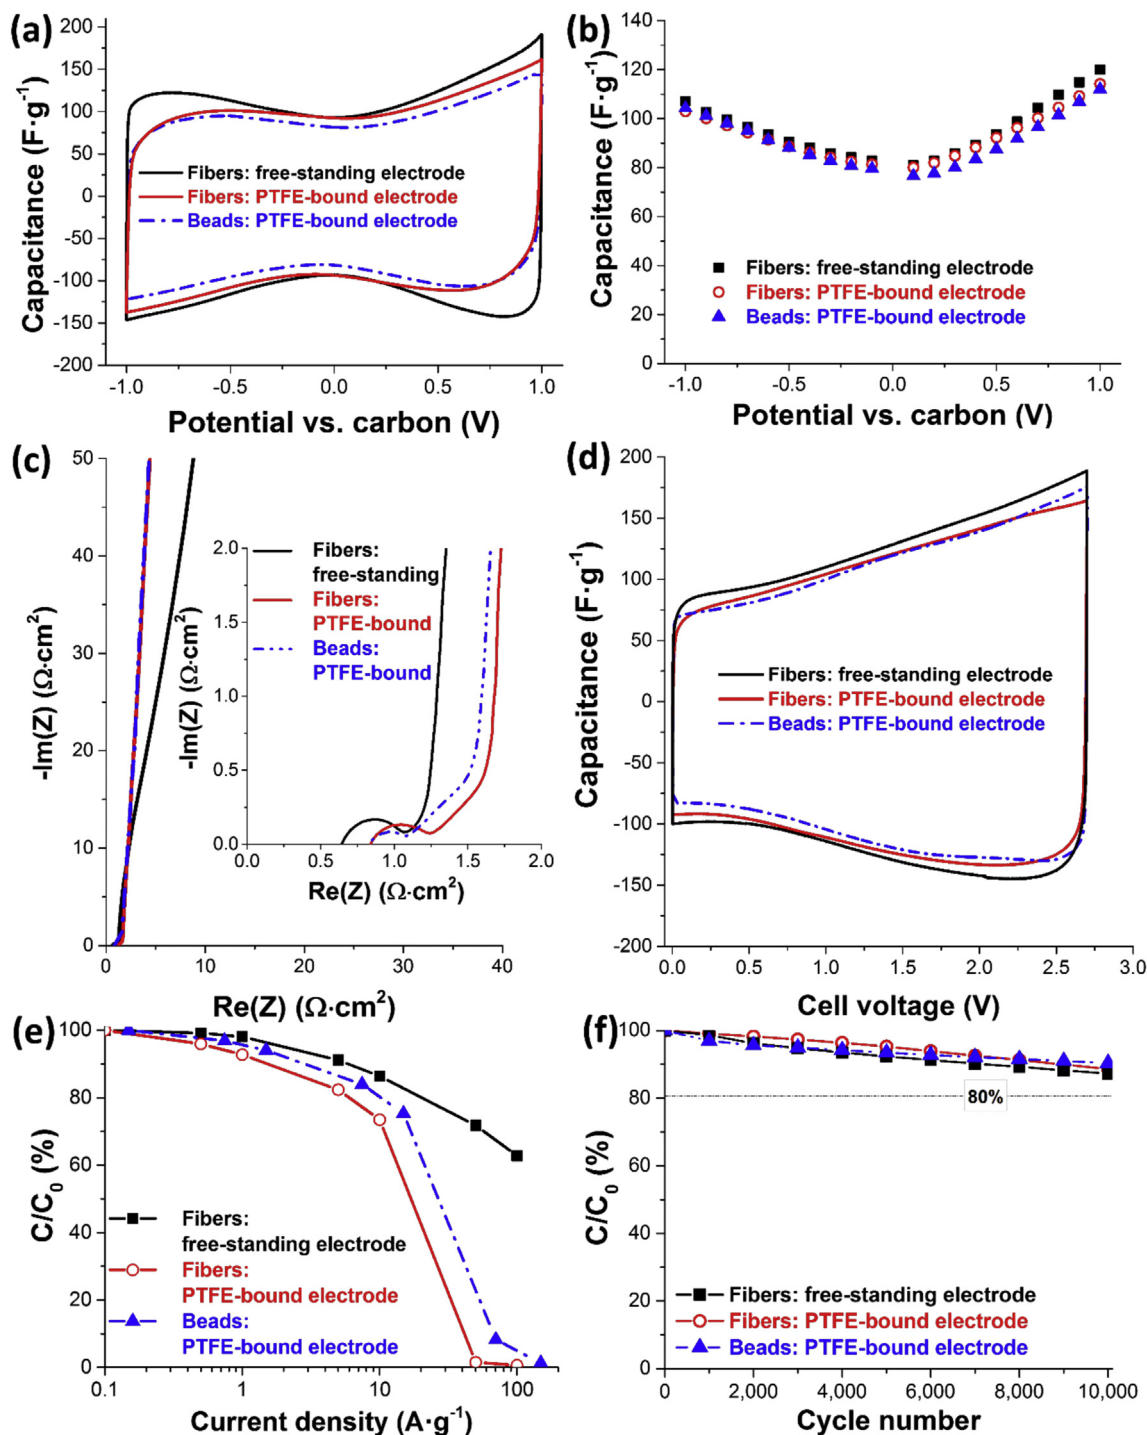 (a)
Capacitance (F·g⁻¹)
200
150
100
50
0
-50
-100
-150
-200
Fibers: free-standing electrode
Fibers: PTFE-bound electrode
Beads: PTFE-bound electrode
-1.0 -0.5 0.0 0.5 1.0
Potential vs. carbon (V)
(b)
Capacitance (F·g⁻¹)
140
120
100
80
60
40
20
0
Fibers: free-standing electrode
Fibers: PTFE-bound electrode
Beads: PTFE-bound electrode
-1.0 -0.5 0.0 0.5 1.0
Potential vs. carbon (V)
(c)
-Im(Z) (Ω·cm²)
50
40
30
20
10
0
-Im(Z) (Ω·cm²)
2.0
1.5
1.0
0.5
0.0
Fibers:
free-standing
Fibers:
PTFE-bound
Beads:
PTFE-bound
0.0 0.5 1.0 1.5 2.0
Re(Z) (Ω·cm²)
0 10 20 30 40
Re(Z) (Ω·cm²)
(d)
Capacitance (F·g⁻¹)
200
150
100
50
0
-50
-100
-150
-200
Fibers: free-standing electrode
Fibers: PTFE-bound electrode
Beads: PTFE-bound electrode
0.0 0.5 1.0 1.5 2.0 2.5 3.0
Cell voltage (V)
(e)
C/C₀ (%)
100
80
60
40
20
0
Fibers:
free-standing electrode
Fibers:
PTFE-bound electrode
Beads:
PTFE-bound electrode
0.1 1 10 100
Current density (A·g⁻¹)
(f)
C/C₀ (%)
100
80
60
40
20
0
80%
Fibers: free-standing electrode
Fibers: PTFE-bound electrode
Beads: PTFE-bound electrode
0 2,000 4,000 6,000 8,000 10,000
Cycle number